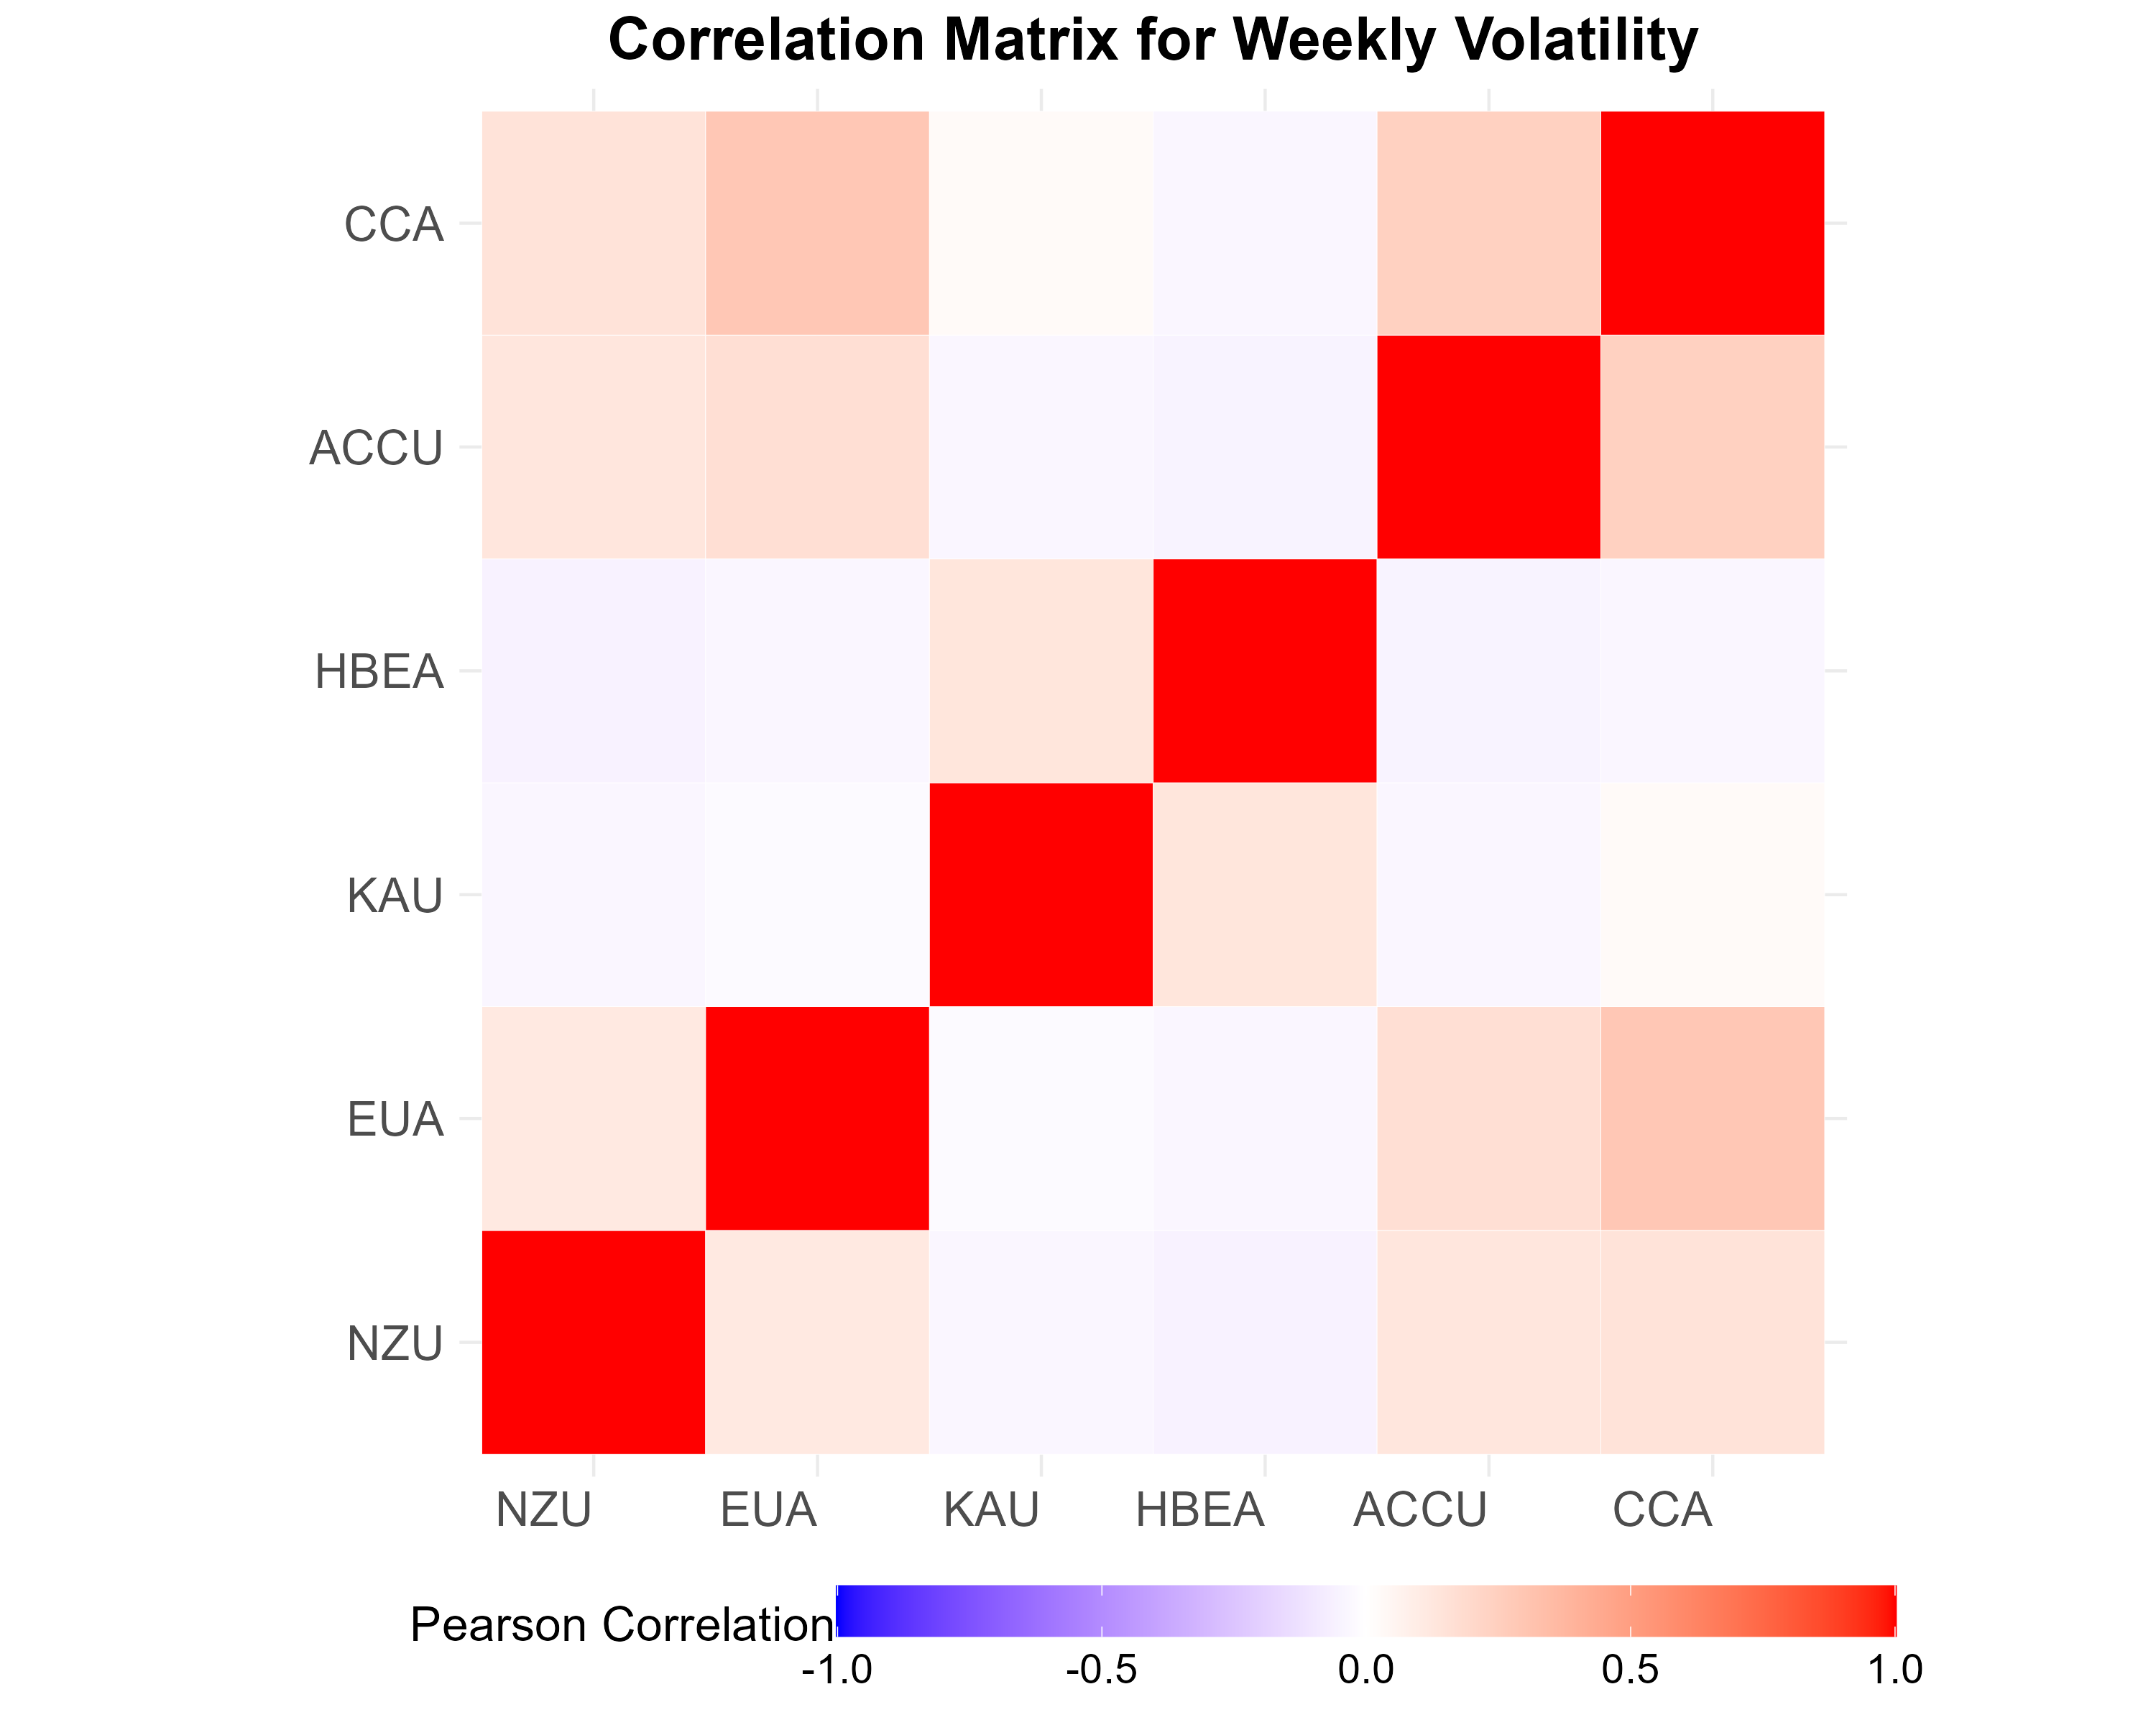 Correlation Matrix for Weekly Volatility
CCA
ACCU
HBEA
KAU
EUA
NZU
NZU EUA KAU HBEA ACCU CCA
Pearson Correlation
-1.0 -0.5 0.0 0.5 1.0